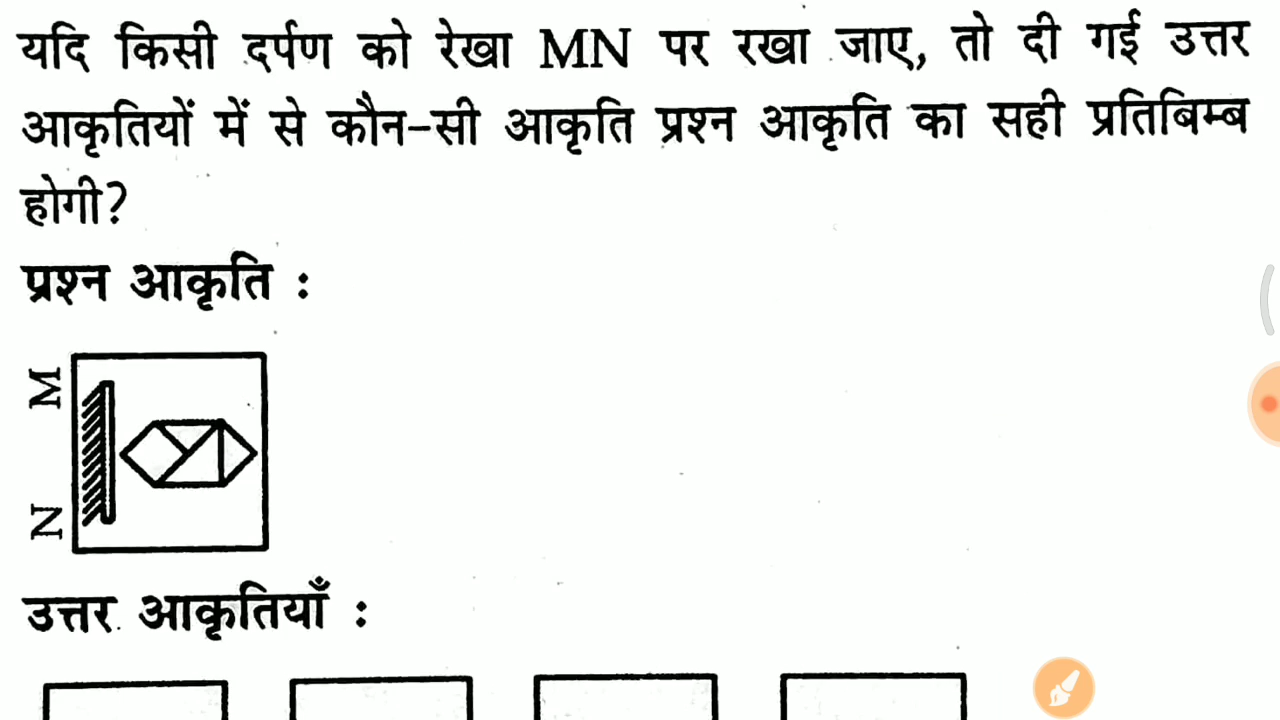 यदि किसी दर्पण को रेखा MN पर रखा जाए, तो दी गई उत्तर
आकृतियों में से कौन-सी आकृति प्रश्न आकृति का सही प्रतिबिम्ब
होगी?
प्रश्न आकृति :
M
N
उत्तर आकृतियाँ :